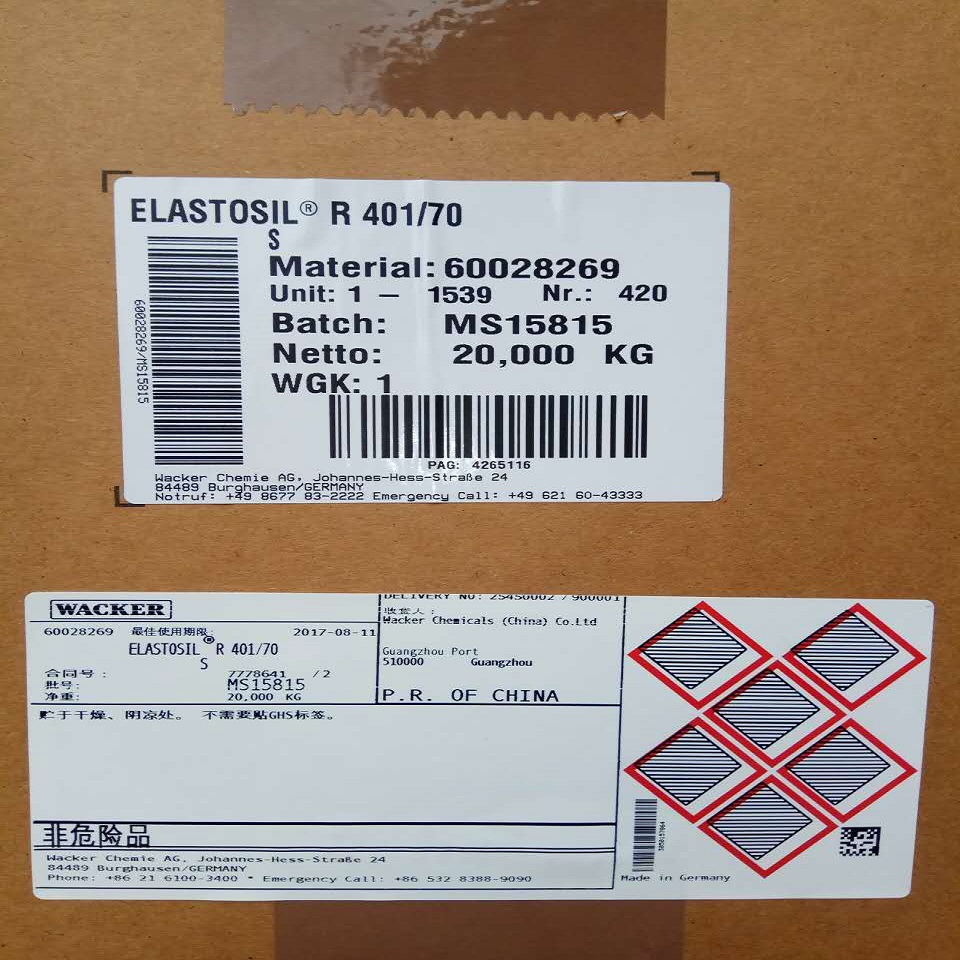 ELASTOSIL® R 401/70
S
Material: 60028269
Unit: 1 — 1539 Nr.: 420
Batch: MS15815
Netto: 20,000 KG
WGK: 1
60028269/MS15815
PAG: 4265116
Wacker Chemie AG, Johannes-Hess-Straße 24
84489 Burghausen/GERMANY
Notruf: +49 8677 83-2222 Emergency Call: +49 621 60-43333
WACKER
60028269 最佳使用期限: 2017-08-11
ELASTOSIL® R 401/70
S
合同号: 7778641 /2
批号: MS15815
净重: 20,000 KG
DELIVERY NO: 25450002 / 900001
收货人:
Wacker Chemicals (China) Co.Ltd
Guangzhou Port
510000 Guangzhou
P.R. OF CHINA
贮于干燥、阴凉处。 不需要贴GHS标签。
非危险品
Wacker Chemie AG, Johannes-Hess-Straße 24
84489 Burghausen/GERMANY
Phone: +86 21 6100-3400 * Emergency Call: +86 532 8388-9090
Made in Germany